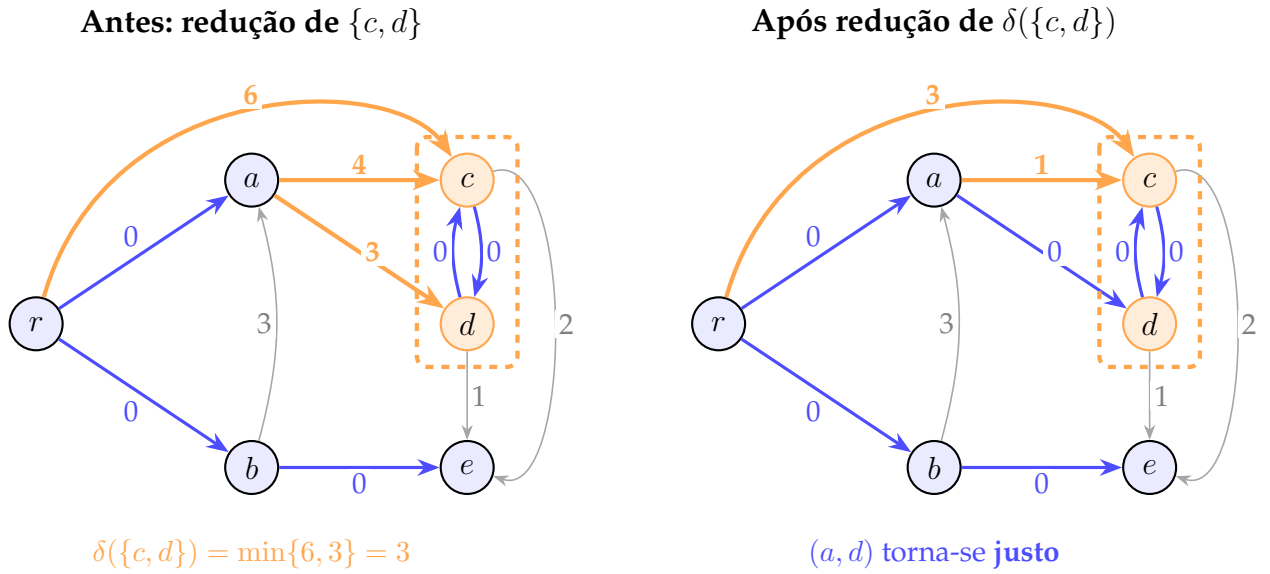 Antes: redução de {c, d}
6
a
4
c
0
3
0
0
r
3
d
2
0
1
b
0
e
δ({c, d}) = min{6, 3} = 3
Após redução de δ({c, d})
3
a
1
c
0
0
0
0
r
3
d
2
0
1
b
0
e
(a, d) torna-se justo